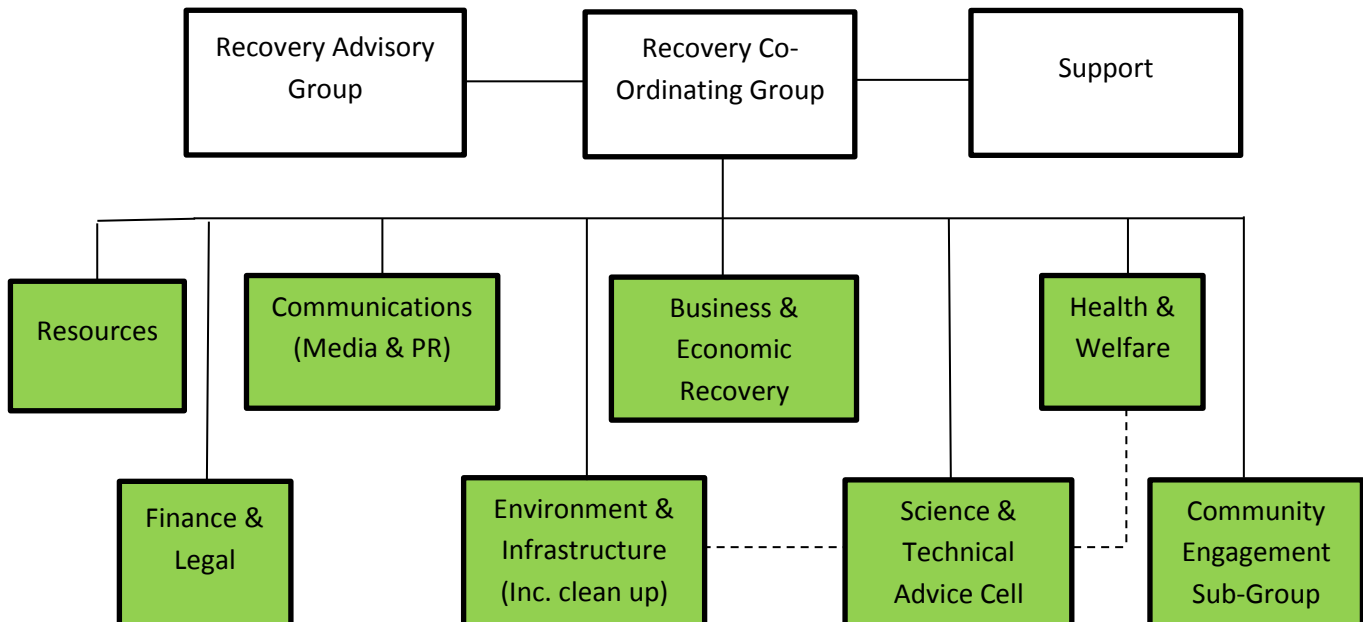 Recovery Advisory
Group
Recovery Co-
Ordinating Group
Support
Resources
Communications
(Media & PR)
Business &
Economic
Recovery
Health &
Welfare
Finance &
Legal
Environment &
Infrastructure
(Inc. clean up)
Science &
Technical
Advice Cell
Community
Engagement
Sub-Group